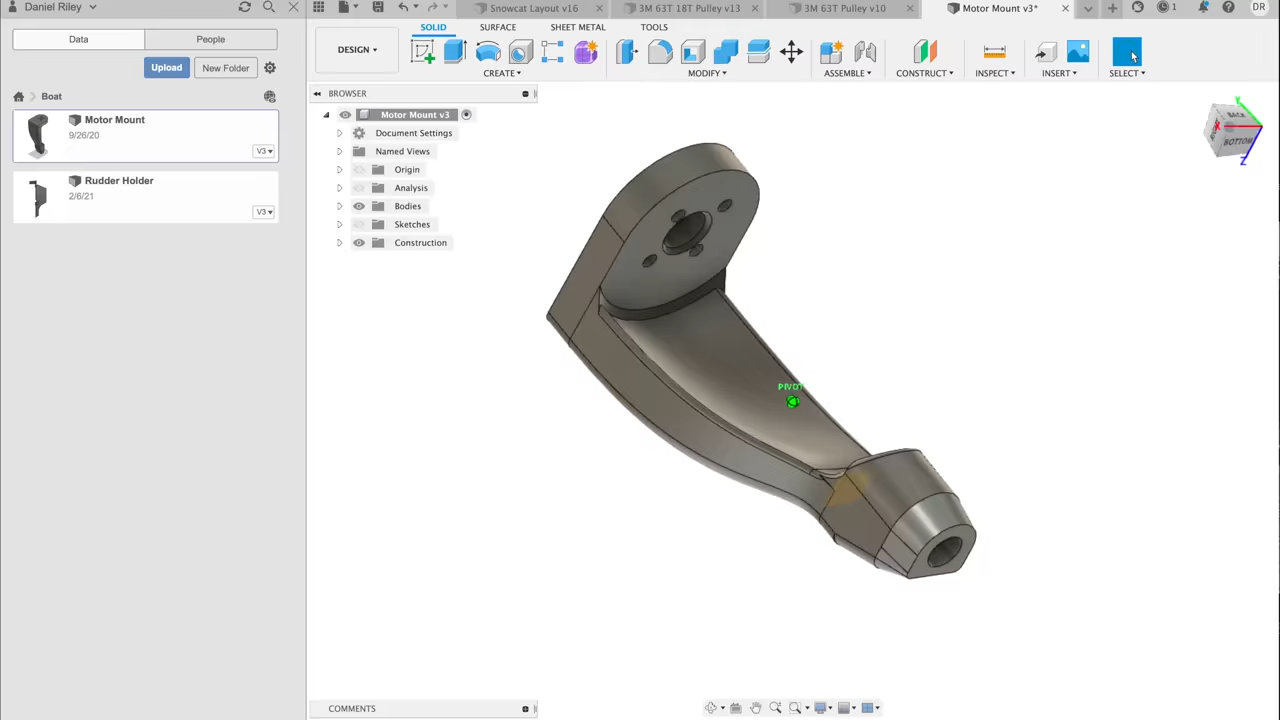 Daniel Riley
Snowcat Layout v16
3M 63T 18T Pulley v13
3M 63T Pulley v10
Motor Mount v3*
1
DR
Data
People
Upload
New Folder
Boat
Motor Mount
9/26/20
V3
Rudder Holder
2/6/21
V3
SOLID
SURFACE
SHEET METAL
TOOLS
DESIGN
CREATE
MODIFY
ASSEMBLE
CONSTRUCT
INSPECT
INSERT
SELECT
BROWSER
Motor Mount v3
Document Settings
Named Views
Origin
Analysis
Bodies
Sketches
Construction
Y
BACK
X
BOTTOM
Z
PIVOT
COMMENTS